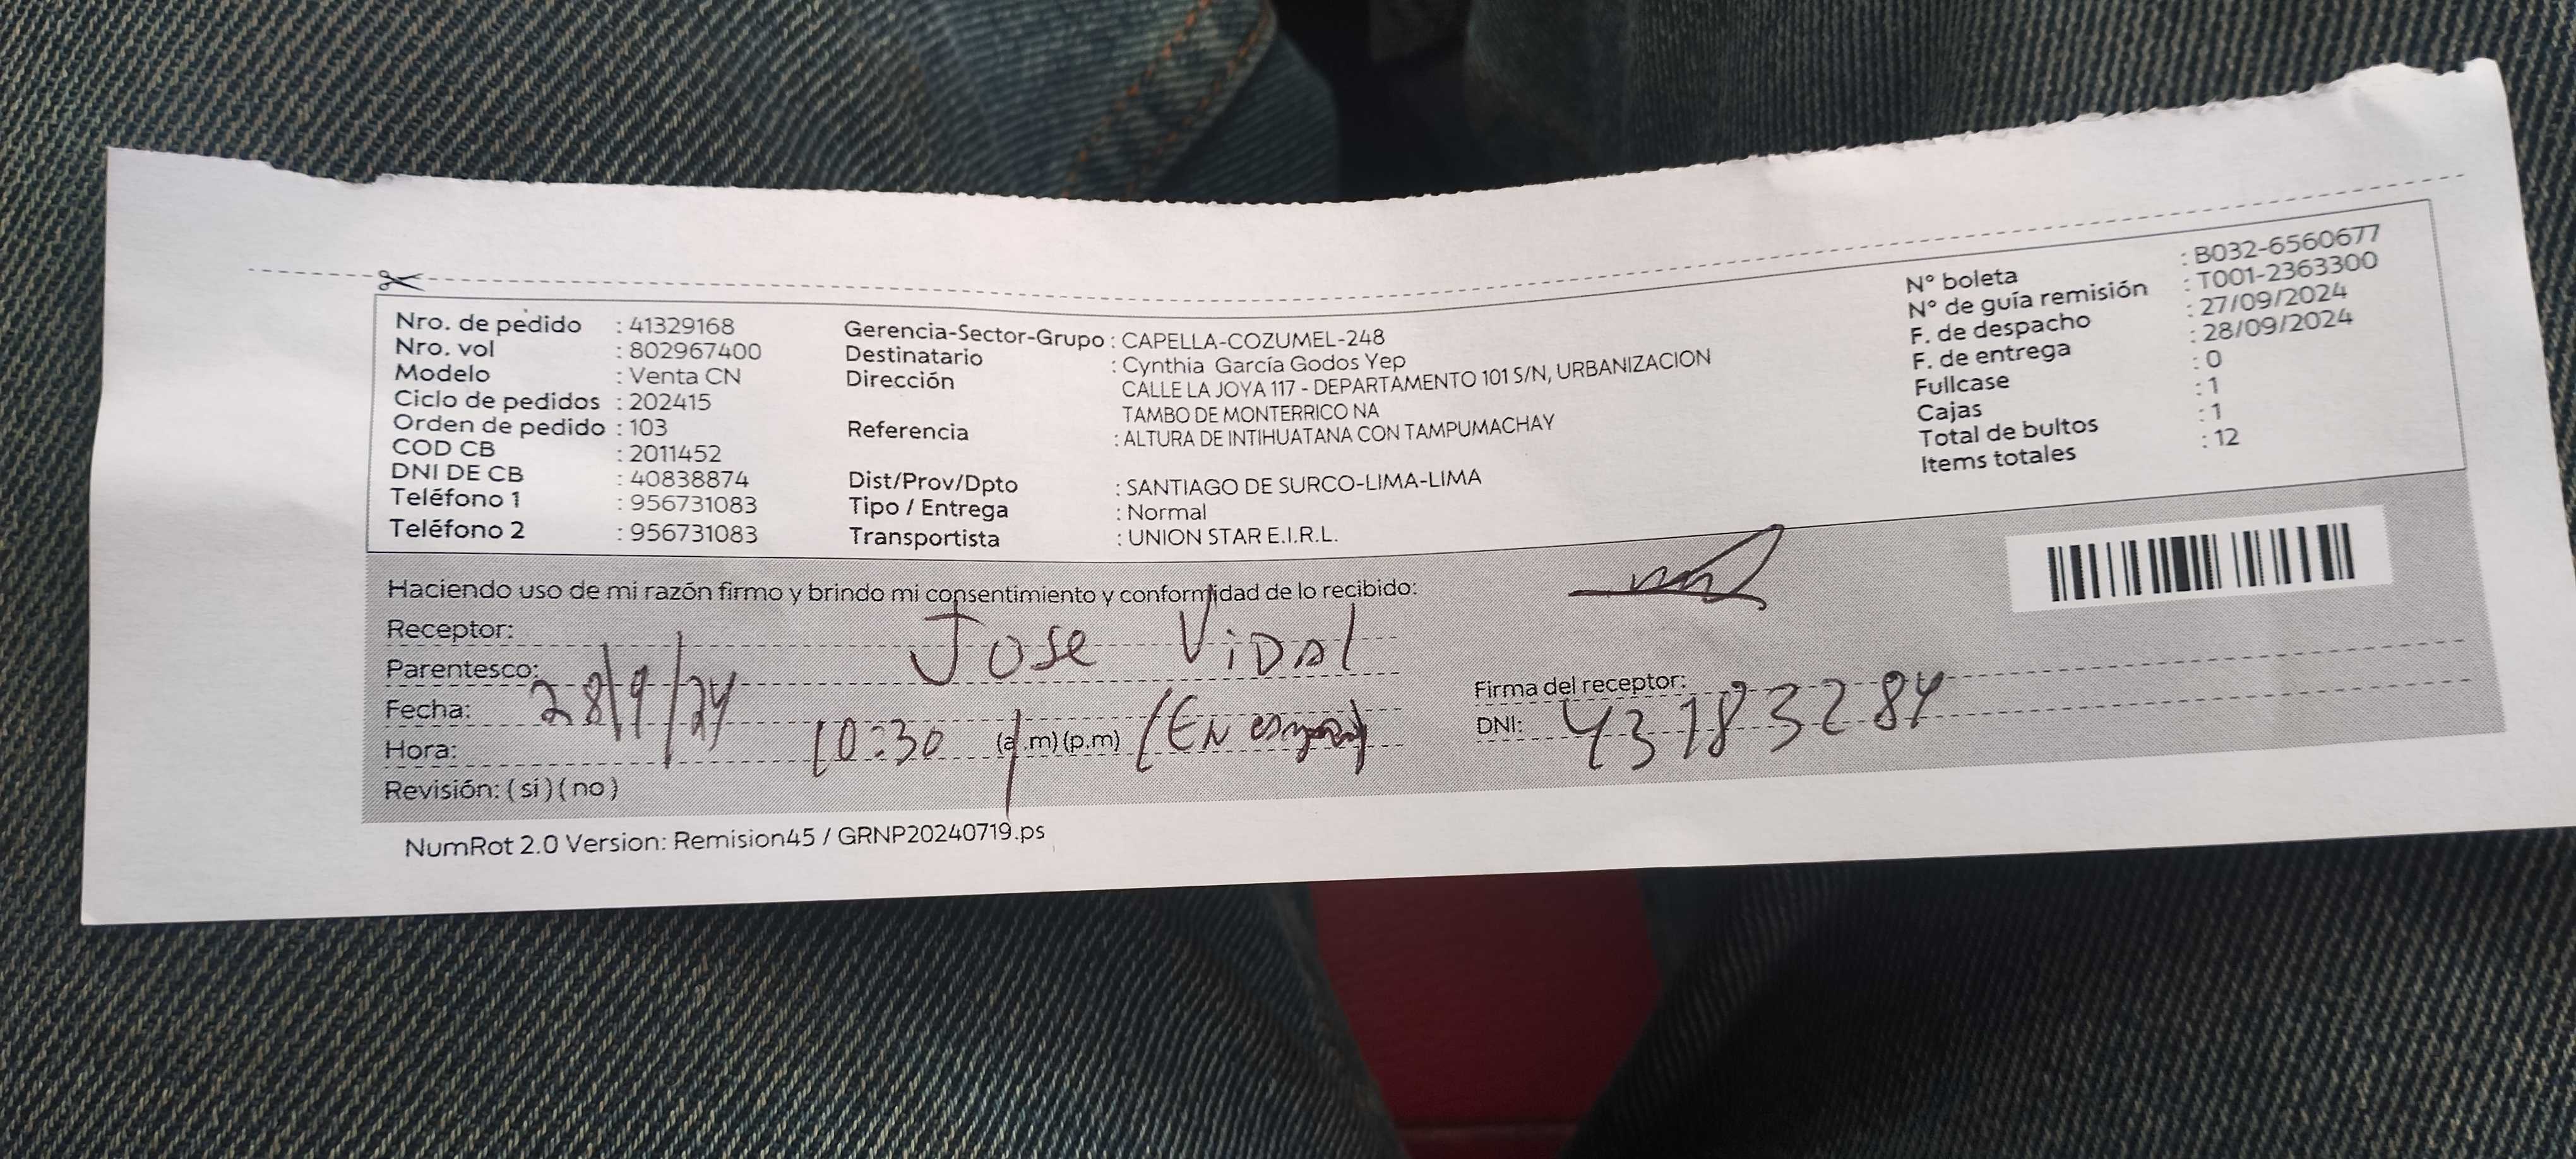 Nro. de pedido : 41329168
Nro. vol : 802967400
Modelo : Venta CN
Ciclo de pedidos : 202415
Orden de pedido : 103
COD CB : 2011452
DNI DE CB : 40838874
Teléfono 1 : 956731083
Teléfono 2 : 956731083
Gerencia-Sector-Grupo : CAPELLA-COZUMEL-248
Destinatario : Cynthia García Godos Yep
Dirección CALLE LA JOYA 117 - DEPARTAMENTO 101 S/N, URBANIZACION
TAMBO DE MONTERRICO NA
Referencia : ALTURA DE INTIHUATANA CON TAMPUMACHAY
Dist/Prov/Dpto : SANTIAGO DE SURCO-LIMA-LIMA
Tipo / Entrega : Normal
Transportista : UNION STAR E.I.R.L.
N° boleta : B032-6560677
N° de guía remisión : T001-2363300
F. de despacho : 27/09/2024
F. de entrega : 28/09/2024
Fullcase : 0
Cajas : 1
Total de bultos : 1
Items totales : 12
Haciendo uso de mi razón firmo y brindo mi consentimiento y conformidad de lo recibido:
Receptor: Jose Vidal
Parentesco:
Fecha: 28/9/24
Hora: 10:30 (a.m)(p.m) (En
Revisión: (si)(no)
Firma del receptor:
DNI: 43783284
NumRot 2.0 Version: Remision45 / GRNP20240719.ps